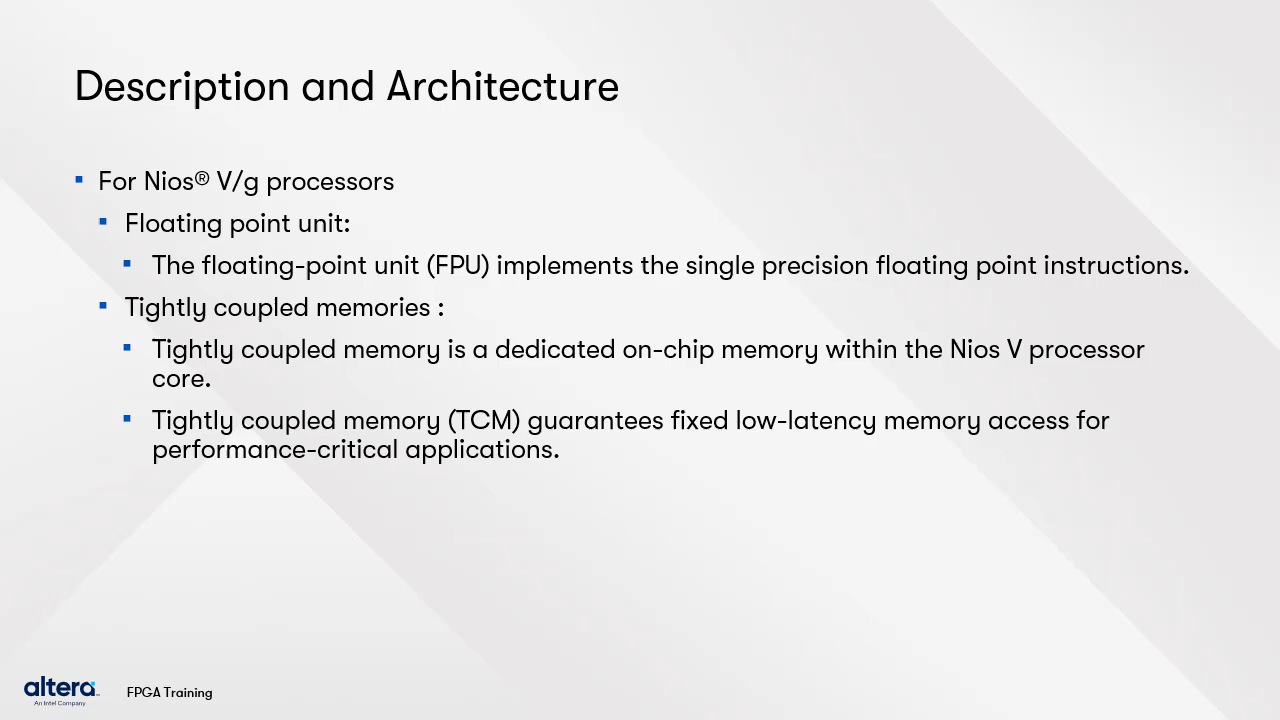 Description and Architecture
For Nios® V/g processors
Floating point unit:
The floating-point unit (FPU) implements the single precision floating point instructions.
Tightly coupled memories :
Tightly coupled memory is a dedicated on-chip memory within the Nios V processor
core.
Tightly coupled memory (TCM) guarantees fixed low-latency memory access for
performance-critical applications.
altera
An Intel Company
FPGA Training